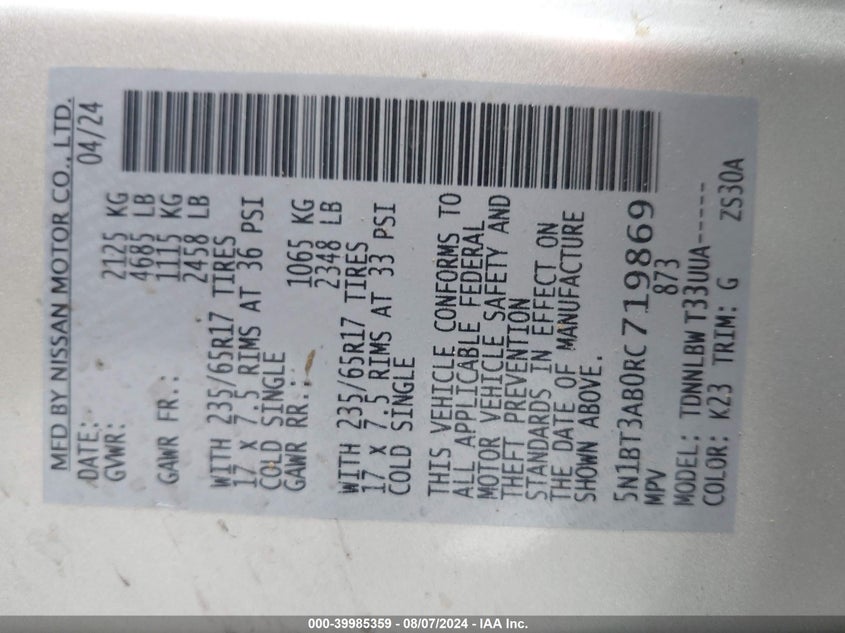 MFD BY NISSAN MOTOR CO., LTD.
DATE: 04/24
GVWR: 2125 KG
4685 LB
GAWR FR.: 1115 KG
2458 LB
WITH 235/65R17 TIRES
17 X 7.5 RIMS AT 36 PSI
COLD SINGLE
GAWR RR.: 1065 KG
2348 LB
WITH 235/65R17 TIRES
17 X 7.5 RIMS AT 33 PSI
COLD SINGLE
THIS VEHICLE CONFORMS TO
ALL APPLICABLE FEDERAL
MOTOR VEHICLE SAFETY AND
THEFT PREVENTION
STANDARDS IN EFFECT ON
THE DATE OF MANUFACTURE
SHOWN ABOVE.
5N1BT3AB0RC719869
MPV 873
MODEL: TDNNLBW T33UUA-----
COLOR: K23 TRIM: G ZS30A
000-39985359 - 08/07/2024 - IAA Inc.